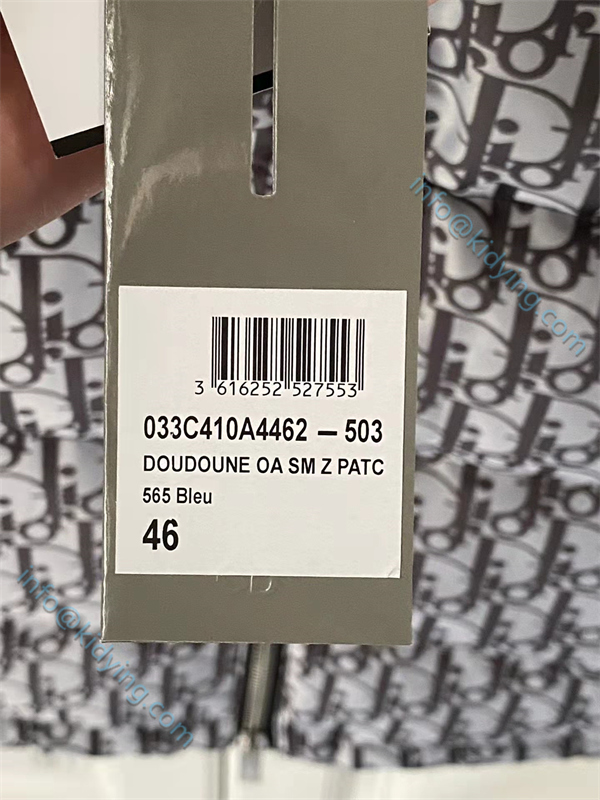 info@kidying.com
3 616252 527553
033C410A4462 — 503
DOUDOUNE OA SM Z PATC
565 Bleu
46
info@kidying.com